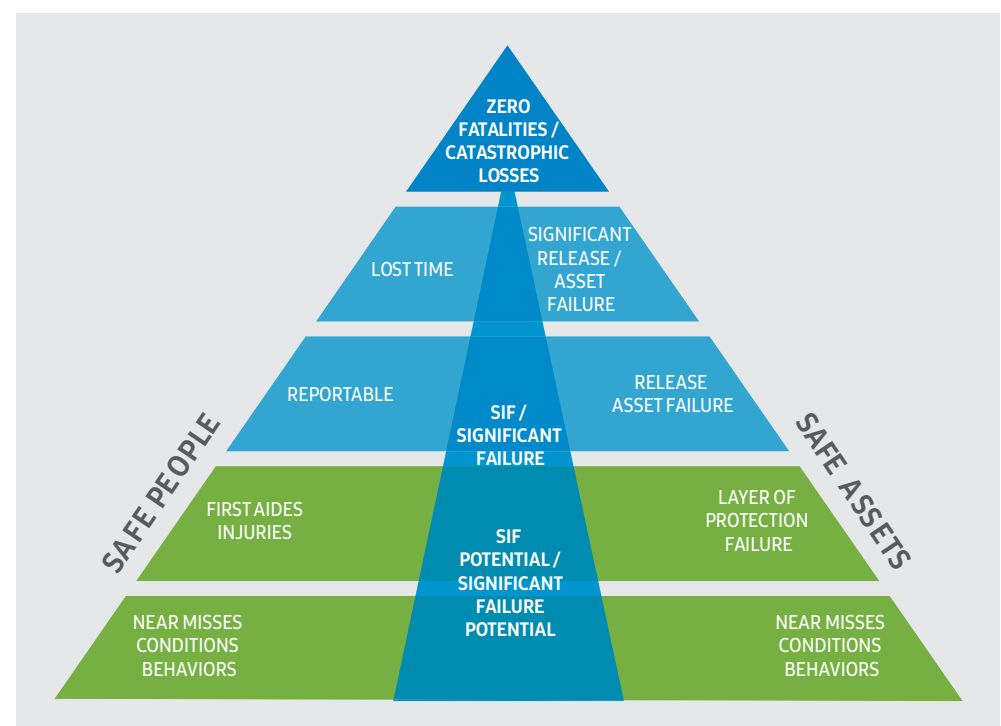 ZERO
FATALITIES /
CATASTROPHIC
LOSSES
LOST TIME
SIGNIFICANT
RELEASE /
ASSET
FAILURE
REPORTABLE
SIF /
SIGNIFICANT
FAILURE
RELEASE
ASSET FAILURE
SAFE PEOPLE
SAFE ASSETS
FIRST AIDES
INJURIES
SIF
POTENTIAL /
SIGNIFICANT
FAILURE
POTENTIAL
LAYER OF
PROTECTION
FAILURE
NEAR MISSES
CONDITIONS
BEHAVIORS
NEAR MISSES
CONDITIONS
BEHAVIORS